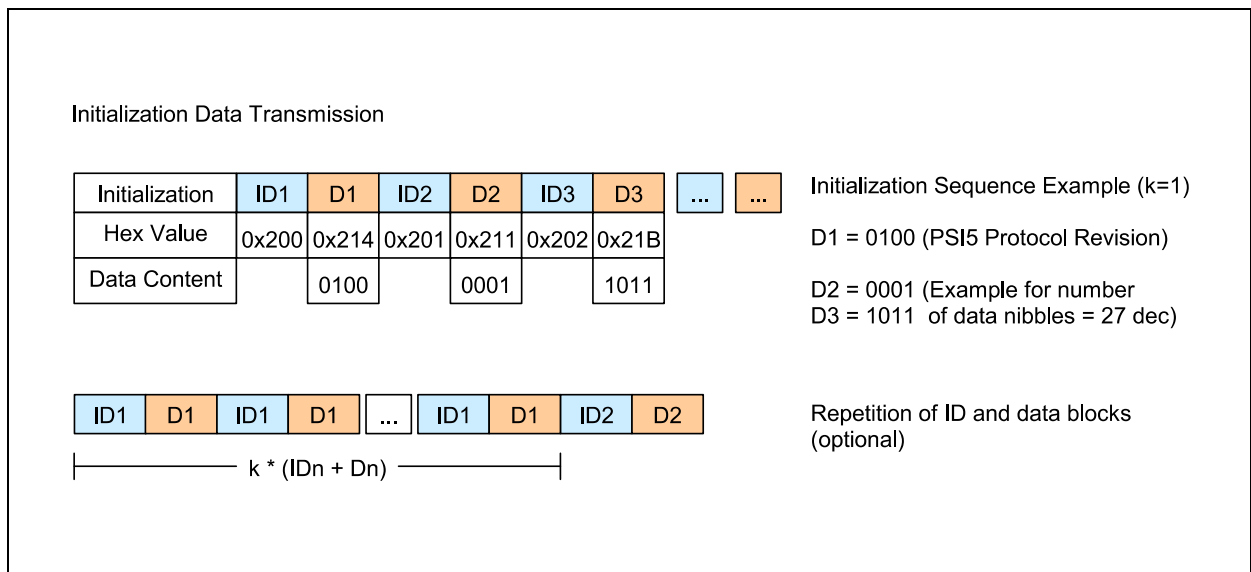 Initialization Data Transmission
Initialization ID1 D1 ID2 D2 ID3 D3 ... ...
Hex Value 0x200 0x214 0x201 0x211 0x202 0x21B
Data Content 0100 0001 1011
Initialization Sequence Example (k=1)
D1 = 0100 (PSI5 Protocol Revision)
D2 = 0001 (Example for number
D3 = 1011 of data nibbles = 27 dec)
ID1 D1 ID1 D1 ... ID1 D1 ID2 D2
k * (IDn + Dn)
Repetition of ID and data blocks
(optional)